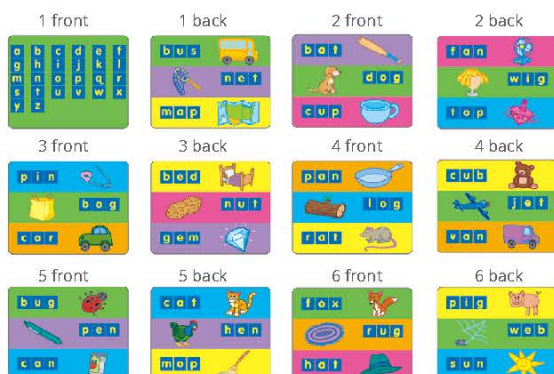 1 front
1 back
2 front
2 back
a b c d e f
g h i j k l
m n o p q r
s t u v w x
y z
bus
net
map
bat
dog
cup
fan
wig
top
3 front
3 back
4 front
4 back
pin
bag
car
bed
nut
gem
pan
log
rat
cub
jet
van
5 front
5 back
6 front
6 back
bug
pen
can
cat
hen
mop
fox
rug
hat
pig
web
sun